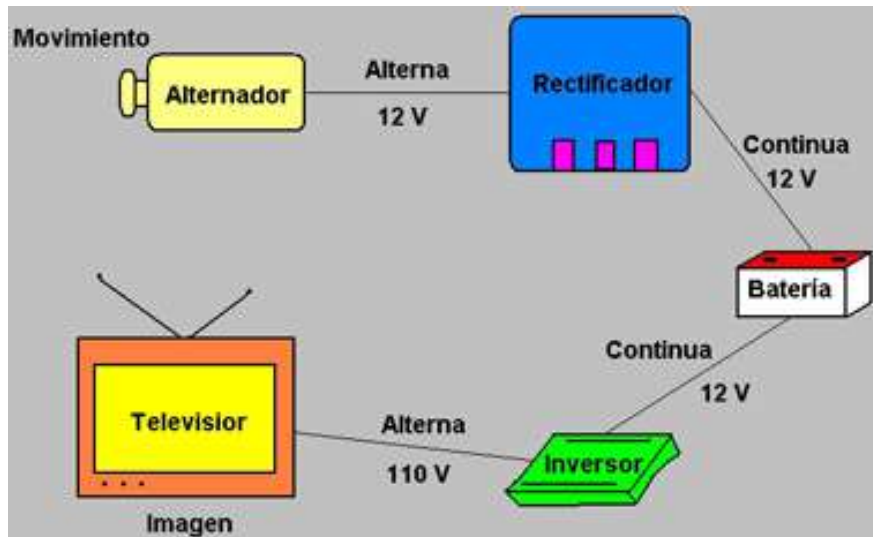 Movimiento
Alternador
Alterna
12 V
Rectificador
Continua
12 V
Batería
Continua
12 V
Inversor
Alterna
110 V
Televisior
Imagen